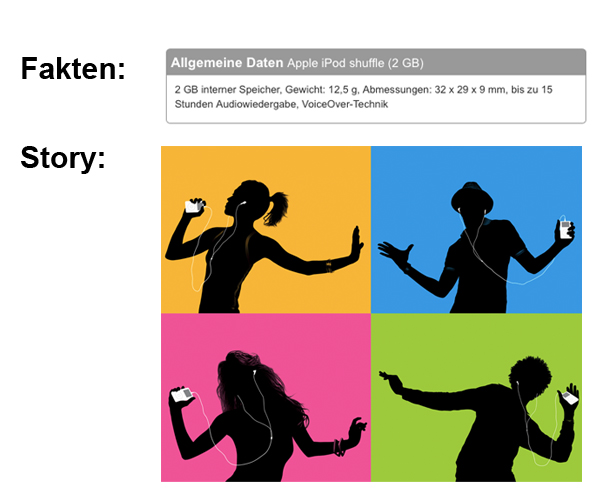 Fakten:
Allgemeine Daten Apple iPod shuffle (2 GB)
2 GB interner Speicher, Gewicht: 12,5 g, Abmessungen: 32 x 29 x 9 mm, bis zu 15
Stunden Audiowiedergabe, VoiceOver-Technik
Story: